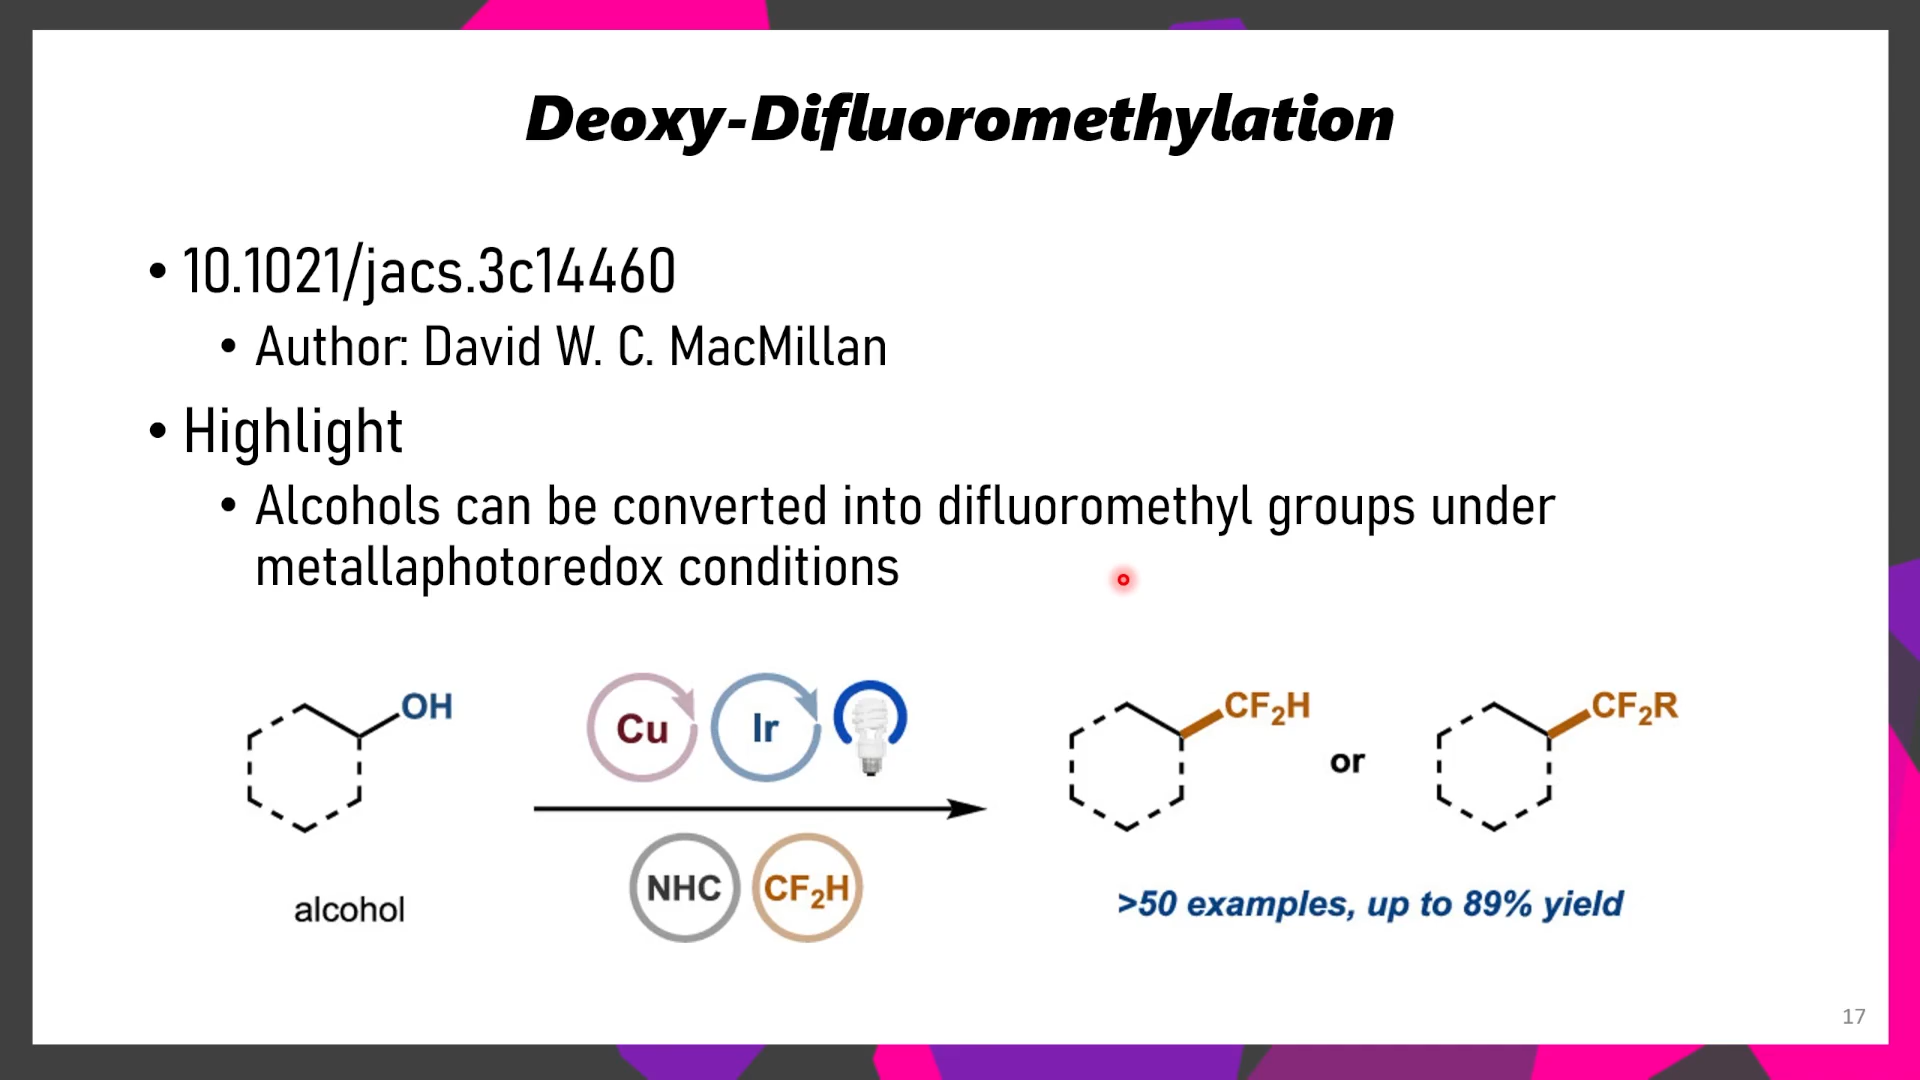 Deoxy-Difluoromethylation
• 10.1021/jacs.3c14460
• Author: David W. C. MacMillan
• Highlight
• Alcohols can be converted into difluoromethyl groups under
metallaphotoredox conditions
OH
Cu
Ir
NHC
CF₂H
alcohol
CF₂H
or
CF₂R
>50 examples, up to 89% yield
17